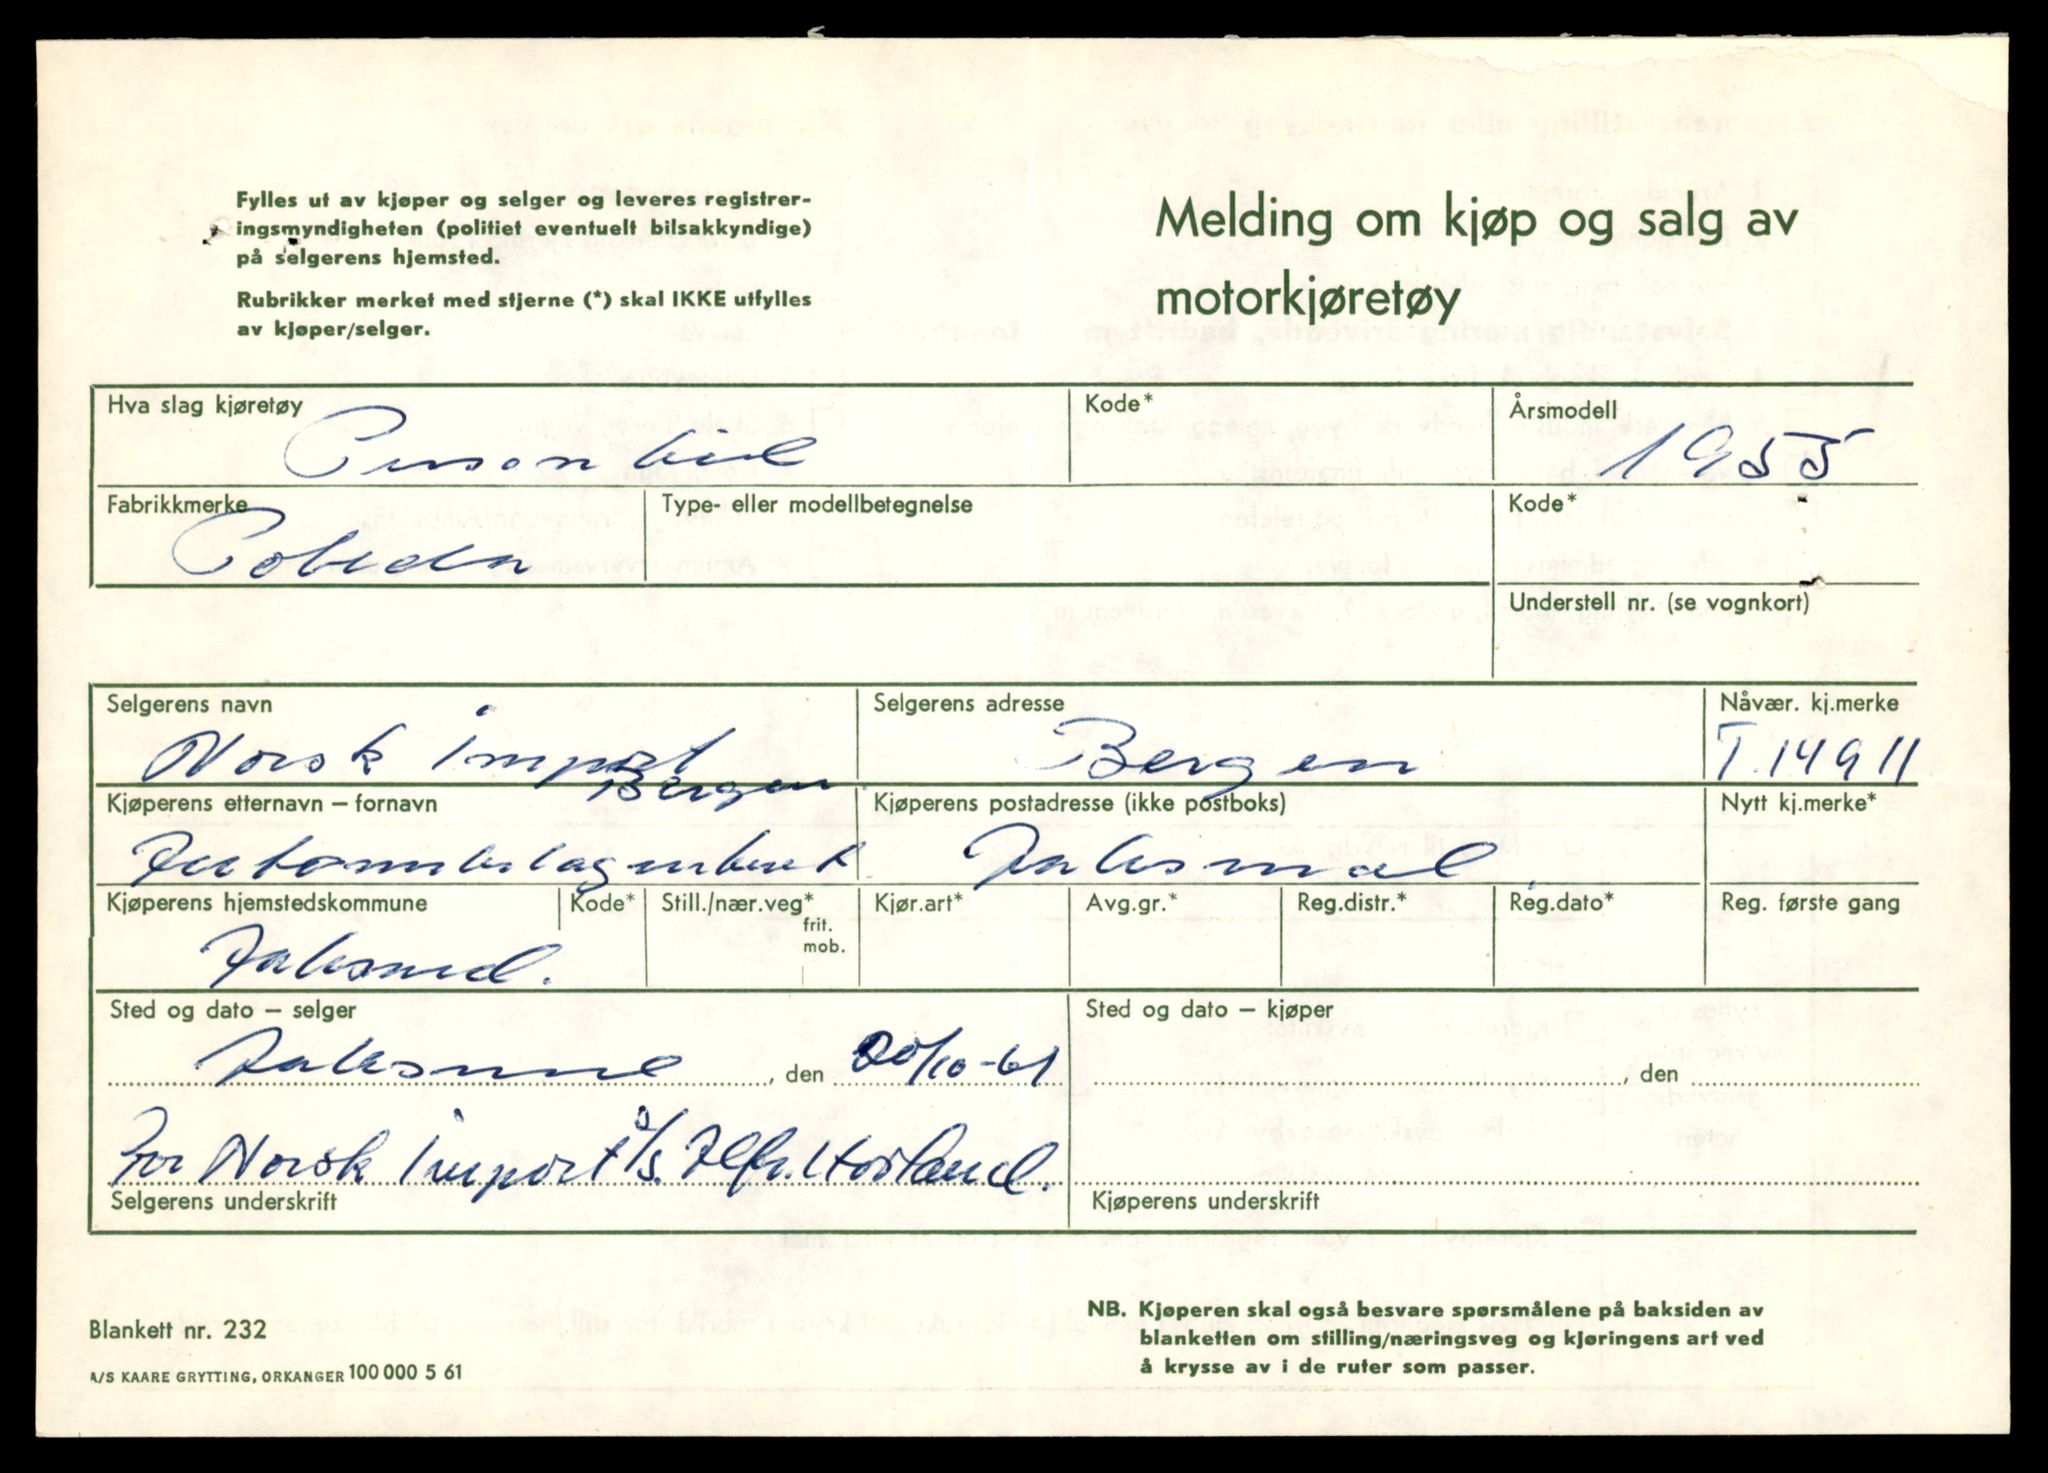 Fylles ut av kjøper og selger og leveres registrer-
ingsmyndigheten (politiet eventuelt bilsakkyndige)
på selgerens hjemsted.
Rubrikker merket med stjerne (*) skal IKKE utfylles
av kjøper/selger.
Melding om kjøp og salg av
motorkjøretøy
Hva slag kjøretøy
Personbil
Kode*
Årsmodell
1955
Fabrikkmerke
Pobeda
Type- eller modellbetegnelse
Kode*
Understell nr. (se vognkort)
Selgerens navn
Norsk import
Bergen
Selgerens adresse
Bergen
Nåvær. kj.merke
T.14911
Kjøperens etternavn – fornavn
Kjøperens postadresse (ikke postboks)
Nytt kj.merke*
Kjøperens hjemstedskommune
Kode*
Still./nær.veg*
frit.
mob.
Kjør.art*
Avg.gr.*
Reg.distr.*
Reg.dato*
Reg. første gang
Sted og dato – selger
, den 20/10-61
Sted og dato – kjøper
, den
for Norsk Import A/S.
Selgerens underskrift
Kjøperens underskrift
Blankett nr. 232
A/S KAARE GRYTTING, ORKANGER 100 000 5 61
NB. Kjøperen skal også besvare spørsmålene på baksiden av
blanketten om stilling/næringsveg og kjøringens art ved
å krysse av i de ruter som passer.